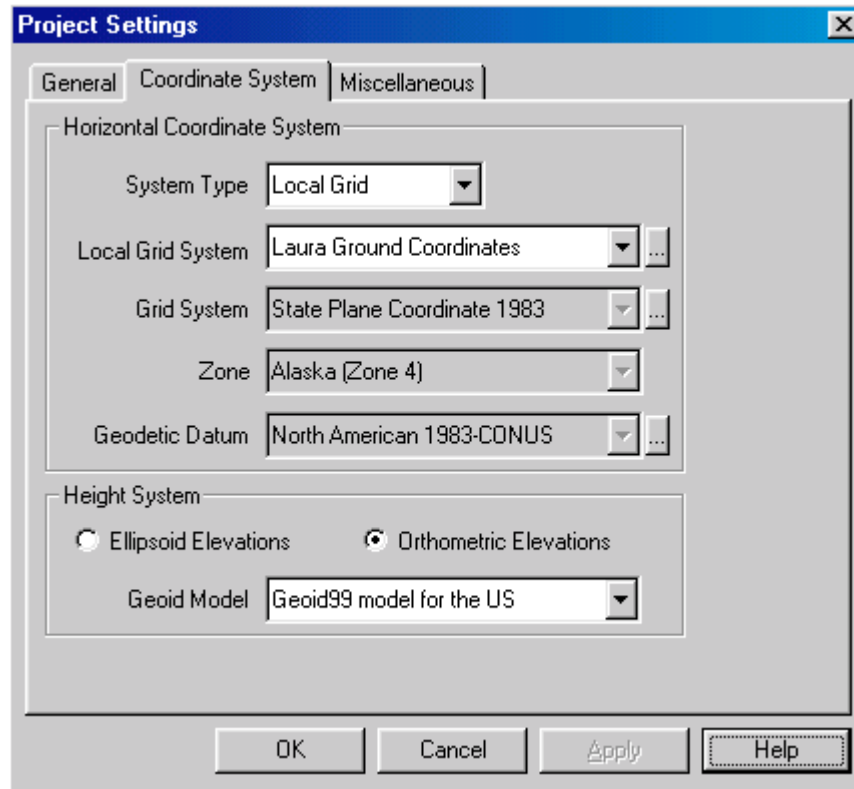 Project Settings
General Coordinate System Miscellaneous
Horizontal Coordinate System
System Type Local Grid
Local Grid System Laura Ground Coordinates ...
Grid System State Plane Coordinate 1983 ...
Zone Alaska (Zone 4)
Geodetic Datum North American 1983-CONUS ...
Height System
Ellipsoid Elevations Orthometric Elevations
Geoid Model Geoid99 model for the US
OK Cancel Apply Help